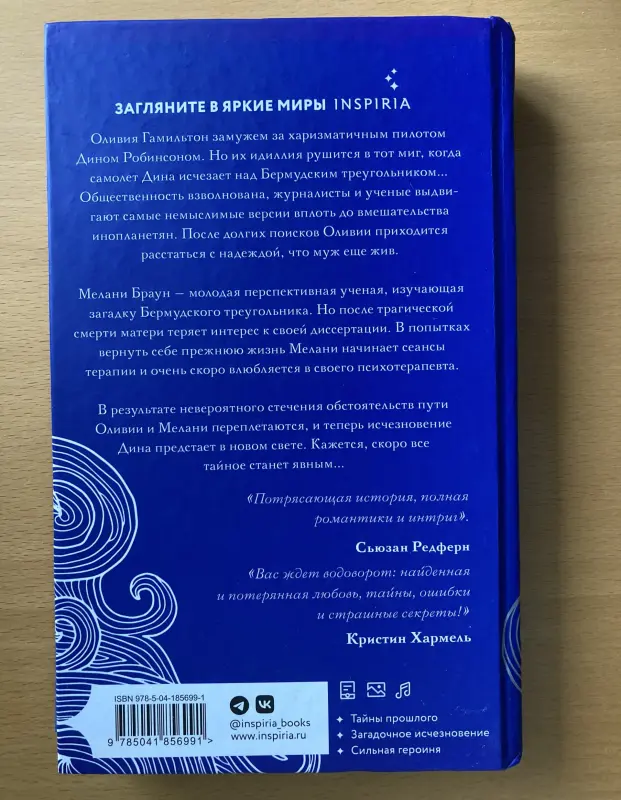 ЗАГЛЯНИТЕ В ЯРКИЕ МИРЫ INSPIRIA
Оливия Гамильтон замужем за харизматичным пилотом
Дином Робинсоном. Но их идиллия рушится в тот миг, когда
самолет Дина исчезает над Бермудским треугольником...
Общественность взволнована, журналисты и ученые выдви-
гают самые немыслимые версии вплоть до вмешательства
инопланетян. После долгих поисков Оливии приходится
расстаться с надеждой, что муж еще жив.
Мелани Браун – молодая перспективная ученая, изучающая
загадку Бермудского треугольника. Но после трагической
смерти матери теряет интерес к своей диссертации. В попытках
вернуть себе прежнюю жизнь Мелани начинает сеансы
терапии и очень скоро влюбляется в своего психотерапевта.
В результате невероятного стечения обстоятельств пути
Оливии и Мелани переплетаются, и теперь исчезновение
Дина предстает в новом свете. Кажется, скоро все
тайное станет явным...
«Потрясающая история, полная
романтики и интриг».
Сьюзан Редферн
«Вас ждет водоворот: найденная
и потерянная любовь, тайны, ошибки
и страшные секреты!»
Кристин Хармель
ISBN 978-5-04-185699-1
9 785041 856991 >
@inspiria_books
www.inspiria.ru
Тайны прошлого
Загадочное исчезновение
Сильная героиня